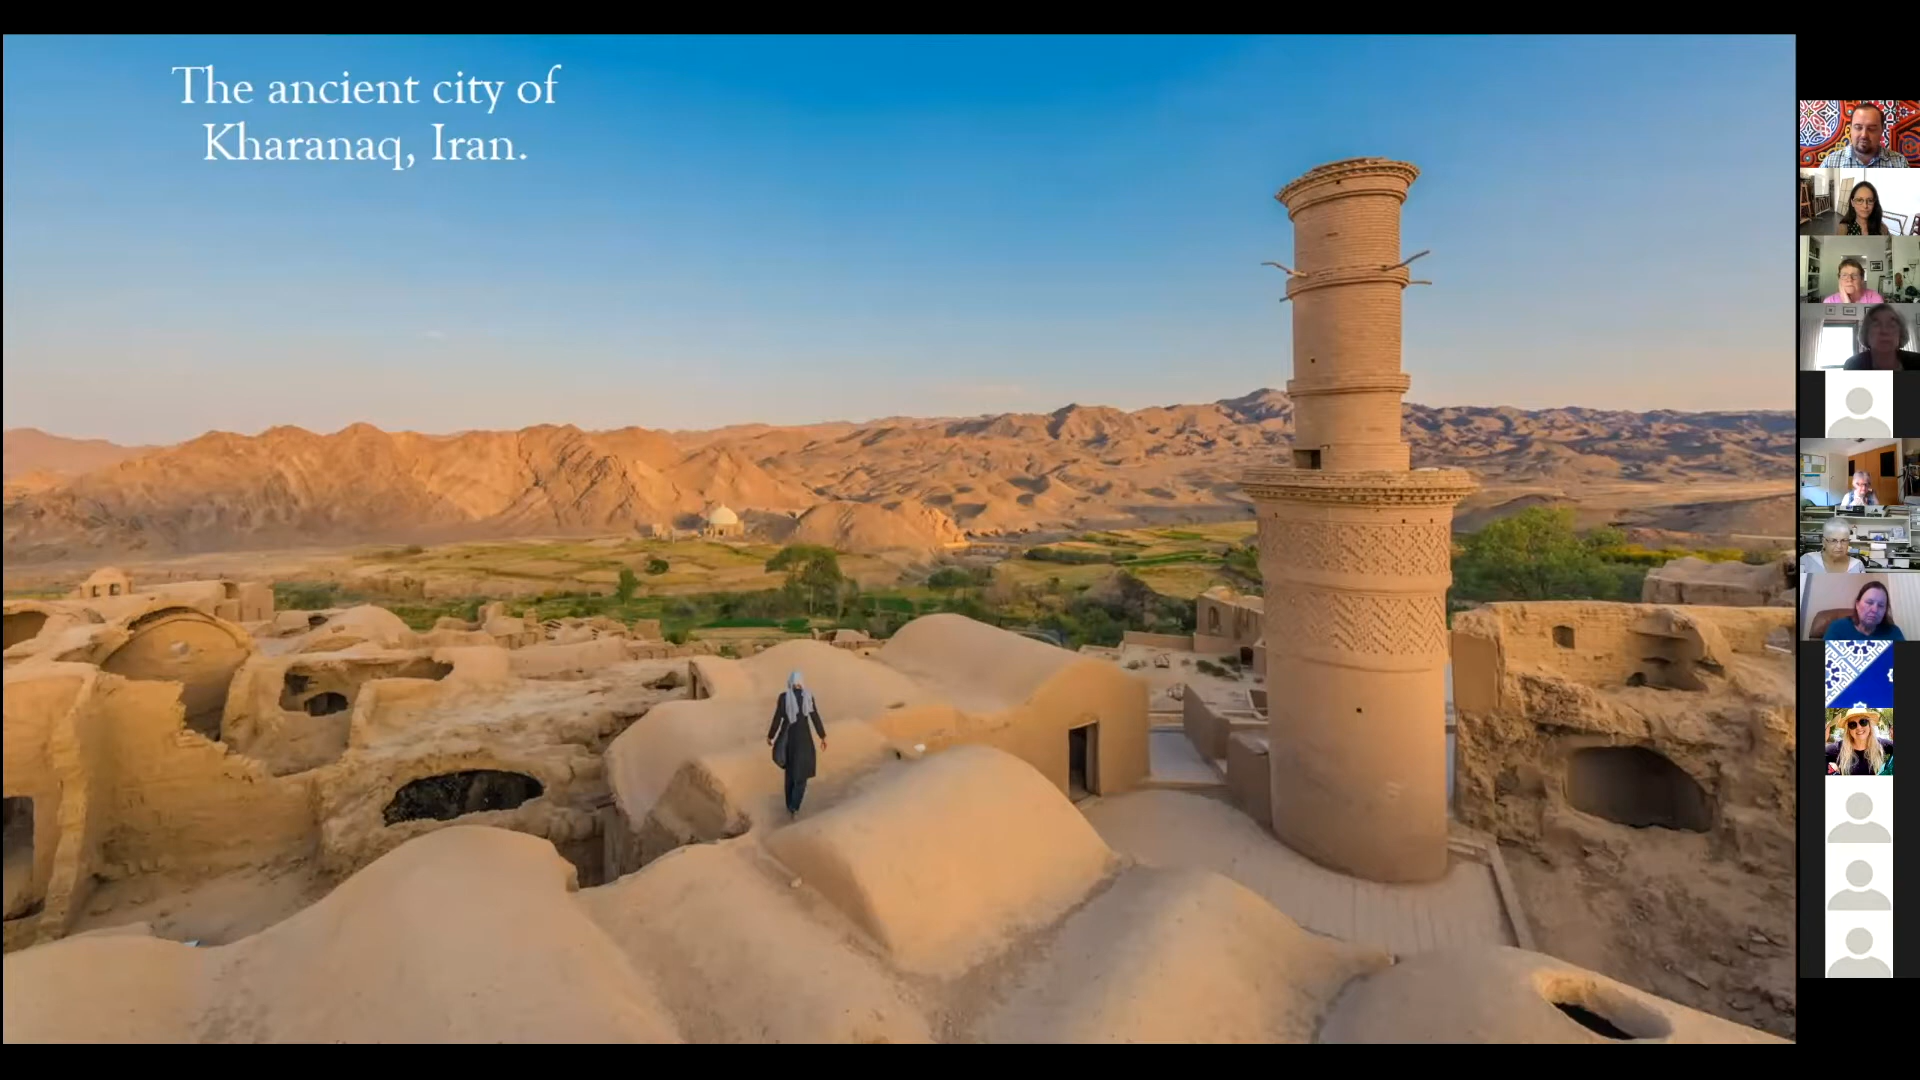 The ancient city of
Kharanaq, Iran.